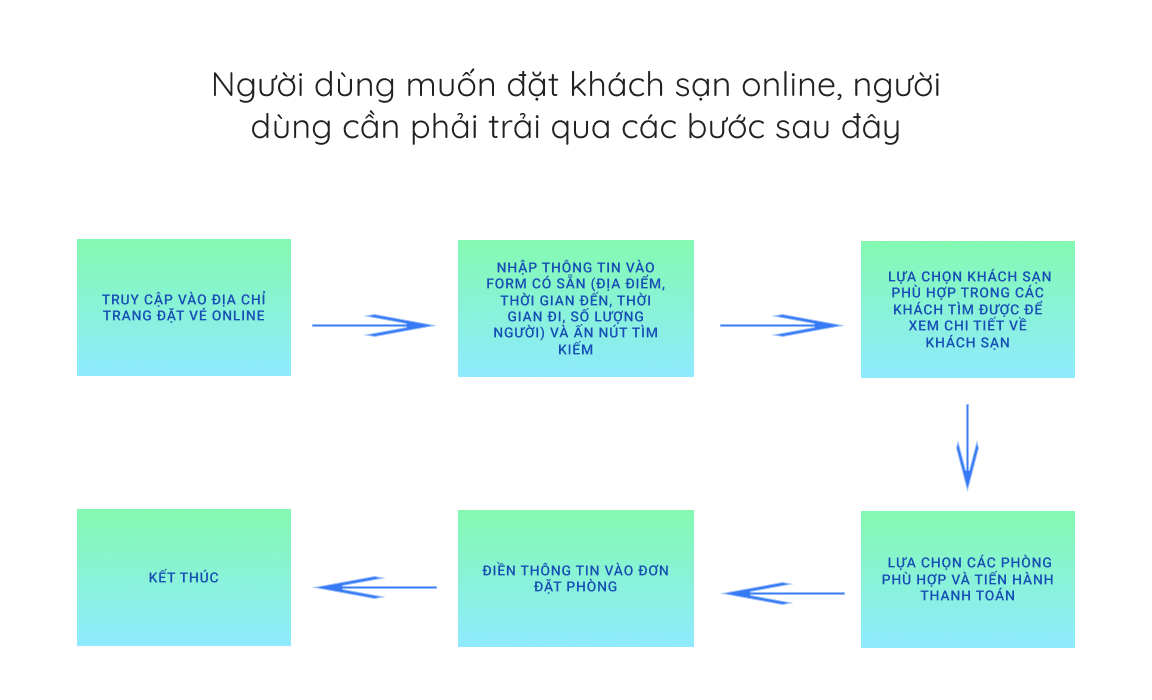 Người dùng muốn đặt khách sạn online, người
dùng cần phải trải qua các bước sau đây
TRUY CẬP VÀO ĐỊA CHỈ
TRANG ĐẶT VÉ ONLINE
NHẬP THÔNG TIN VÀO
FORM CÓ SẴN (ĐỊA ĐIỂM,
THỜI GIAN ĐẾN, THỜI
GIAN ĐI, SỐ LƯỢNG
NGƯỜI) VÀ ẤN NÚT TÌM
KIẾM
LỰA CHỌN KHÁCH SẠN
PHÙ HỢP TRONG CÁC
KHÁCH TÌM ĐƯỢC ĐỂ
XEM CHI TIẾT VỀ
KHÁCH SẠN
LỰA CHỌN CÁC PHÒNG
PHÙ HỢP VÀ TIẾN HÀNH
THANH TOÁN
ĐIỀN THÔNG TIN VÀO ĐƠN
ĐẶT PHÒNG
KẾT THÚC